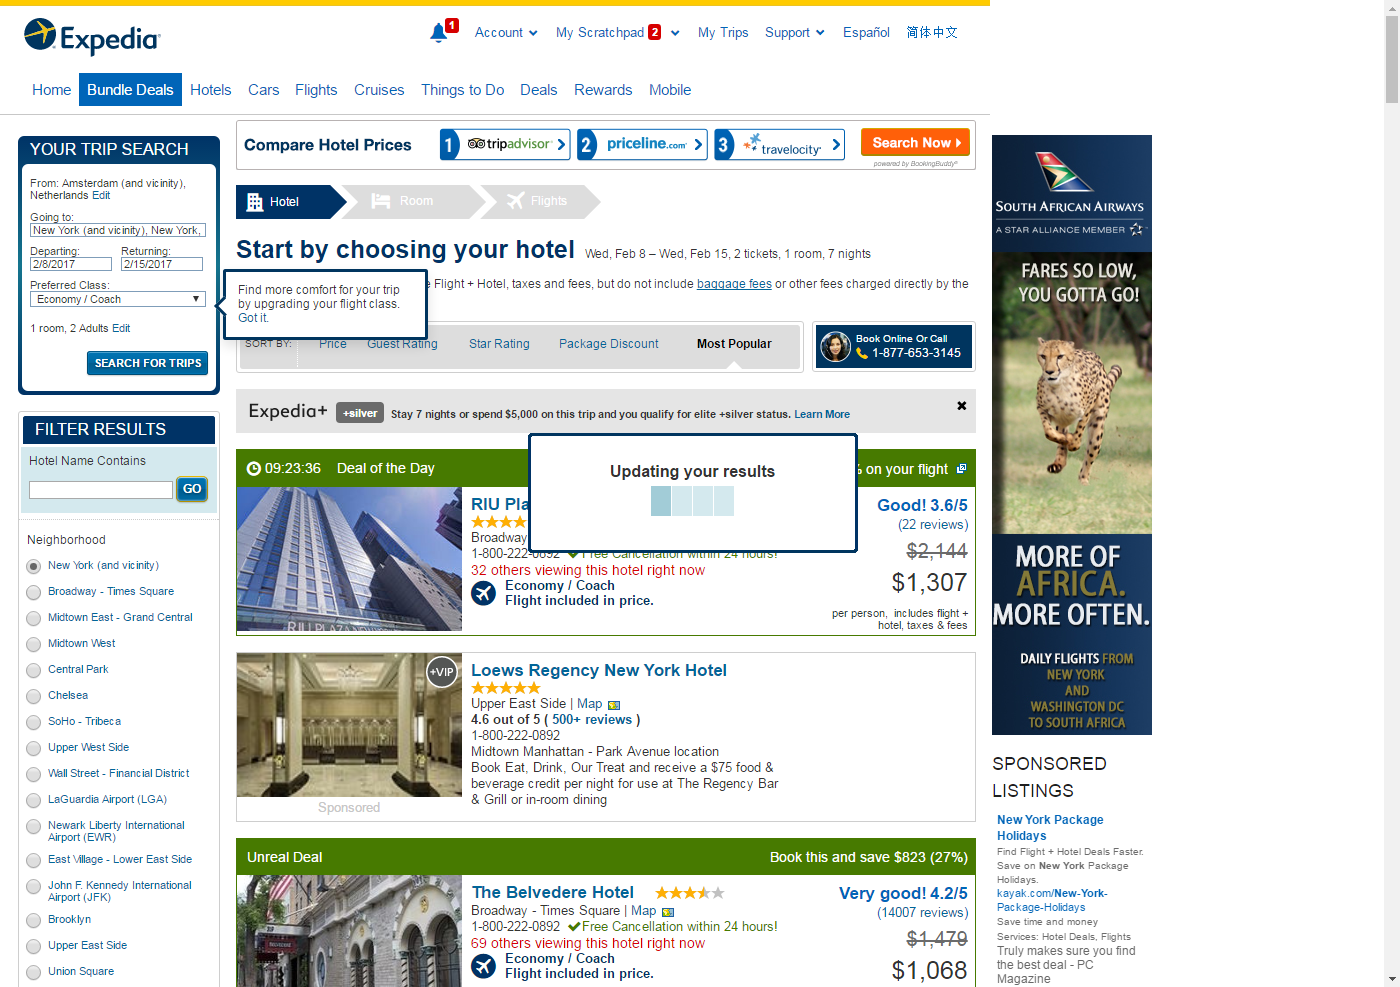 Expedia
1
Account
My Scratchpad 2
My Trips
Support
Español
简体中文
Home
Bundle Deals
Hotels
Cars
Flights
Cruises
Things to Do
Deals
Rewards
Mobile
YOUR TRIP SEARCH
From: Amsterdam (and vicinity),
Netherlands Edit
Going to:
New York (and vicinity), New York,
Departing:
Returning:
2/8/2017
2/15/2017
Preferred Class:
Economy / Coach
1 room, 2 Adults Edit
SEARCH FOR TRIPS
Find more comfort for your trip
by upgrading your flight class.
Got it.
FILTER RESULTS
Hotel Name Contains
GO
Neighborhood
New York (and vicinity)
Broadway - Times Square
Midtown East - Grand Central
Midtown West
Central Park
Chelsea
SoHo - Tribeca
Upper West Side
Wall Street - Financial District
LaGuardia Airport (LGA)
Newark Liberty International
Airport (EWR)
East Village - Lower East Side
John F. Kennedy International
Airport (JFK)
Brooklyn
Upper East Side
Union Square
Compare Hotel Prices
1 tripadvisor
2 priceline.com
3 travelocity
Search Now
powered by BookingBuddy
Hotel
Room
Flights
Start by choosing your hotel
Wed, Feb 8 – Wed, Feb 15, 2 tickets, 1 room, 7 nights
Flight + Hotel, taxes and fees, but do not include baggage fees or other fees charged directly by the
SORT BY:
Price
Guest Rating
Star Rating
Package Discount
Most Popular
Book Online Or Call
1-877-653-3145
Expedia+
+silver
Stay 7 nights or spend $5,000 on this trip and you qualify for elite +silver status. Learn More
Updating your results
09:23:36
Deal of the Day
% on your flight
RIU Pla
Broadway
1-800-222-0892
Free Cancellation within 24 hours!
32 others viewing this hotel right now
Economy / Coach
Flight included in price.
Good! 3.6/5
(22 reviews)
$2,144
$1,307
per person, includes flight +
hotel, taxes & fees
RIU PLAZA
+VIP
Sponsored
Loews Regency New York Hotel
Upper East Side | Map
4.6 out of 5 ( 500+ reviews )
1-800-222-0892
Midtown Manhattan - Park Avenue location
Book Eat, Drink, Our Treat and receive a $75 food &
beverage credit per night for use at The Regency Bar
& Grill or in-room dining
Unreal Deal
Book this and save $823 (27%)
The Belvedere Hotel
Broadway - Times Square | Map
1-800-222-0892
Free Cancellation within 24 hours!
69 others viewing this hotel right now
Economy / Coach
Flight included in price.
Very good! 4.2/5
(14007 reviews)
$1,479
$1,068
SOUTH AFRICAN AIRWAYS
A STAR ALLIANCE MEMBER
FARES SO LOW,
YOU GOTTA GO!
MORE OF
AFRICA.
MORE OFTEN.
DAILY FLIGHTS FROM
NEW YORK
AND
WASHINGTON DC
TO SOUTH AFRICA
SPONSORED
LISTINGS
New York Package
Holidays
Find Flight + Hotel Deals Faster.
Save on New York Package
Holidays.
kayak.com/New-York-
Package-Holidays
Save time and money
Services: Hotel Deals, Flights
Truly makes sure you find
the best deal - PC
Magazine